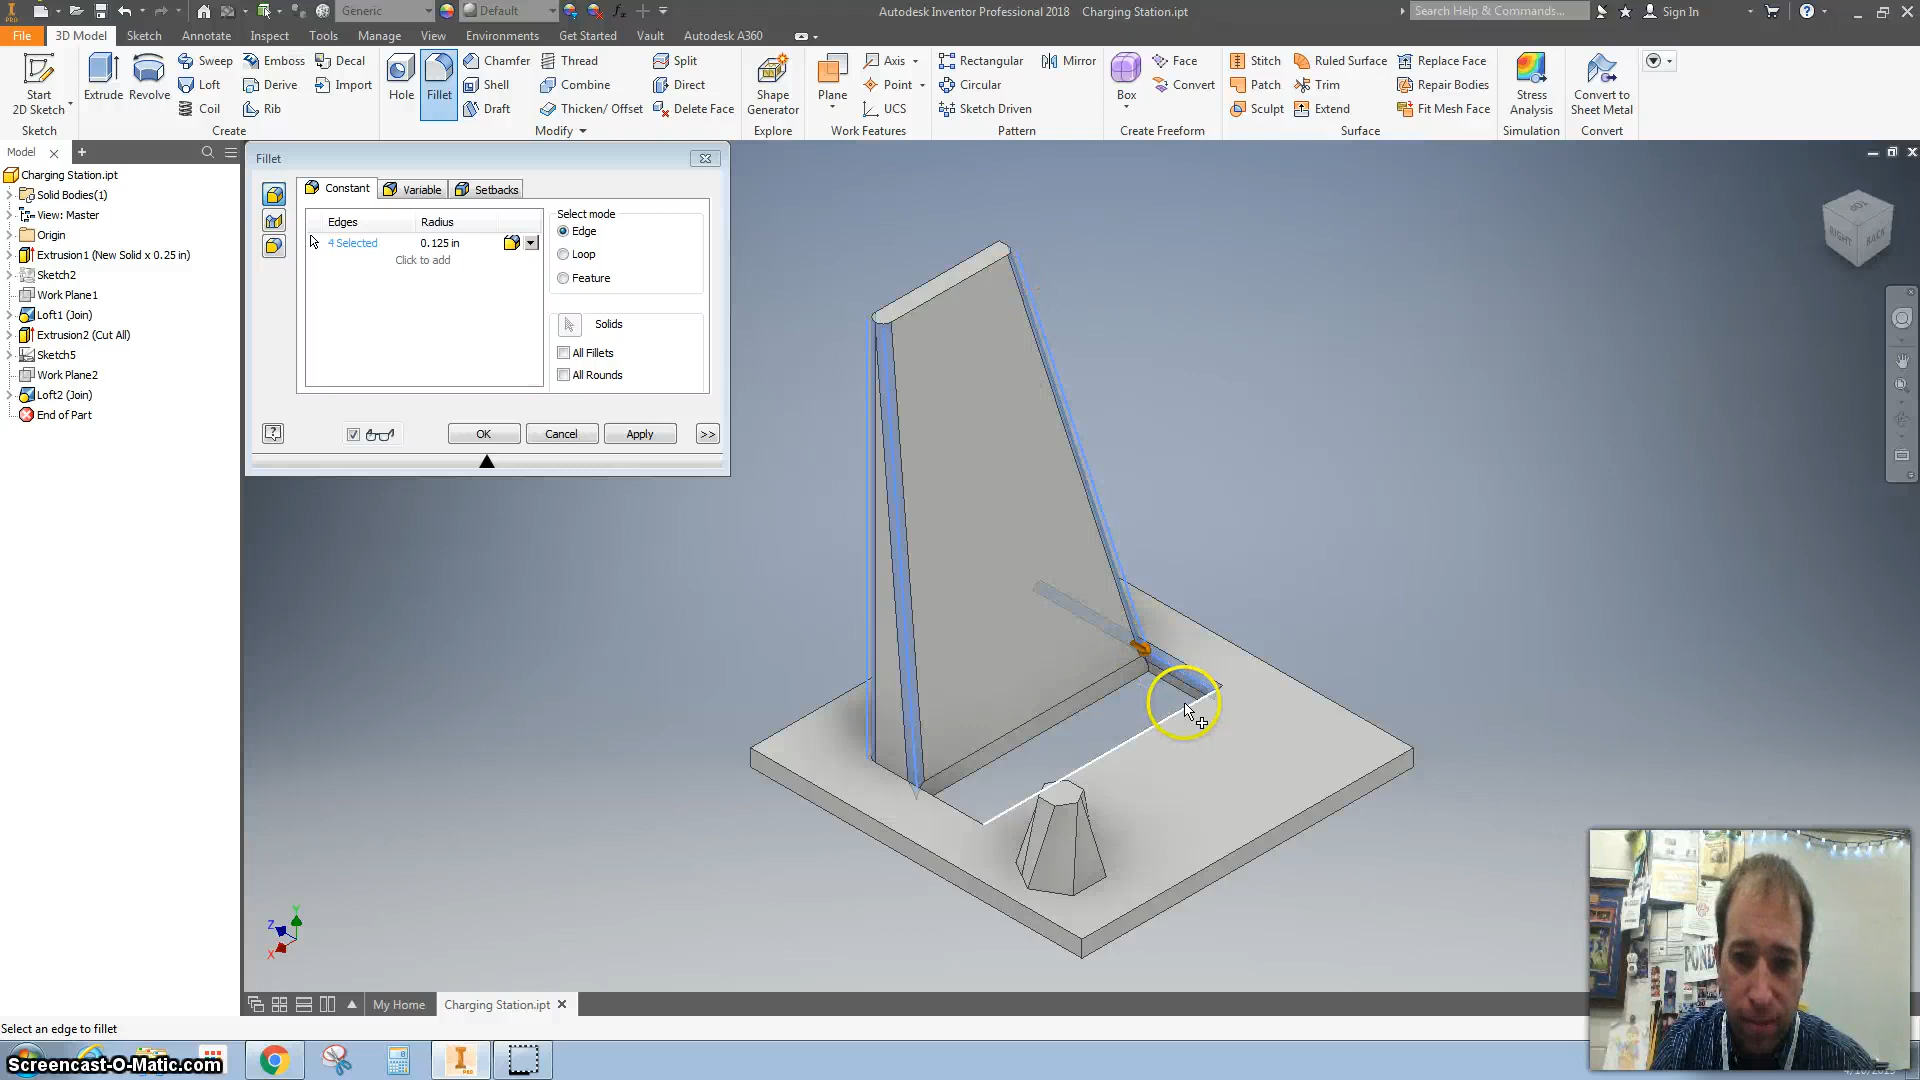 PRO
Generic
Default
Autodesk Inventor Professional 2018 Charging Station.ipt
Search Help & Commands...
Sign In
File 3D Model Sketch Annotate Inspect Tools Manage View Environments Get Started Vault Autodesk A360
Start 2D Sketch
Sketch
Extrude Revolve
Sweep Emboss Decal
Loft Derive Import
Coil Rib
Create
Hole Fillet
Chamfer Thread Split
Shell Combine Direct
Draft Thicken/ Offset Delete Face
Modify
Shape Generator
Explore
Plane
Axis
Point
UCS
Work Features
Rectangular Mirror
Circular
Sketch Driven
Pattern
Box
Face
Convert
Create Freeform
Stitch Ruled Surface Replace Face
Patch Trim Repair Bodies
Sculpt Extend Fit Mesh Face
Surface
Stress Analysis
Simulation
Convert to Sheet Metal
Convert
Model
Charging Station.ipt
Solid Bodies(1)
View: Master
Origin
Extrusion1 (New Solid x 0.25 in)
Sketch2
Work Plane1
Loft1 (Join)
Extrusion2 (Cut All)
Sketch5
Work Plane2
Loft2 (Join)
End of Part
Fillet
Constant Variable Setbacks
Edges Radius
4 Selected 0.125 in
Click to add
Select mode
Edge
Loop
Feature
Solids
All Fillets
All Rounds
OK Cancel Apply >>
TOP
RIGHT BACK
Y
Z
X
My Home Charging Station.ipt
Select an edge to fillet
Screencast-O-Matic.com